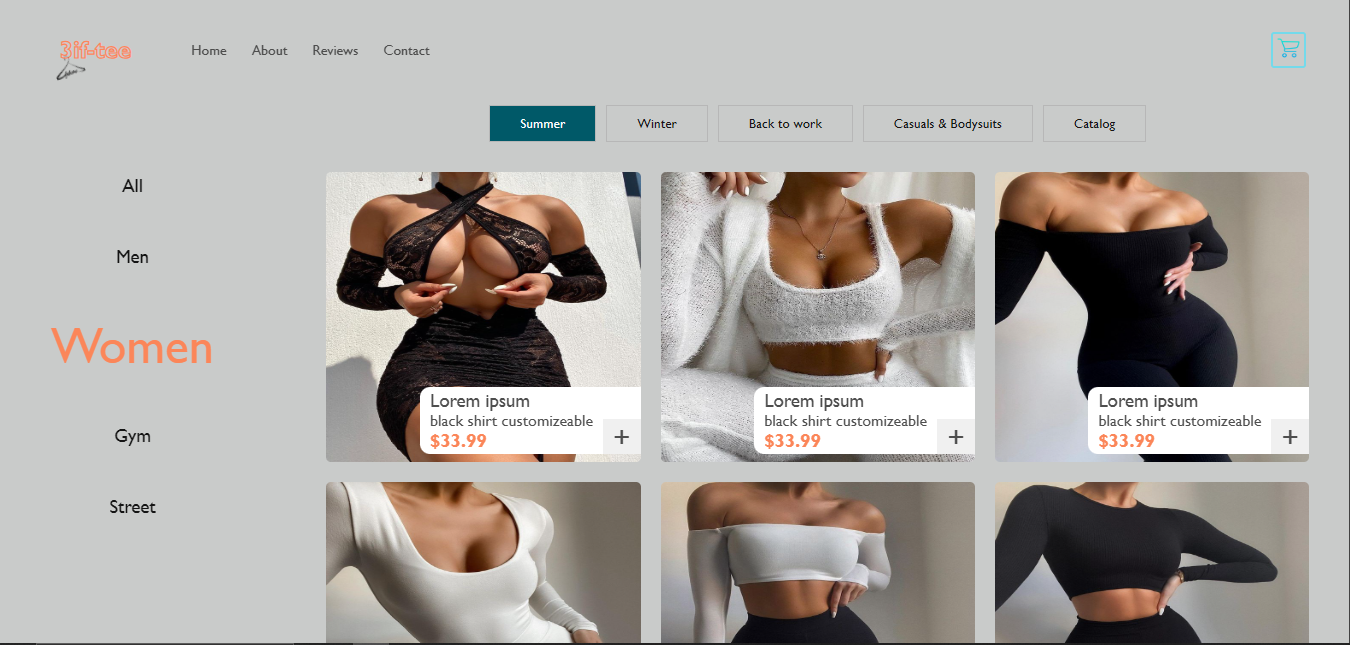 3if-tee
Home About Reviews Contact
Summer Winter Back to work Casuals & Bodysuits Catalog
All
Men
Women
Gym
Street
Lorem ipsum
black shirt customizeable
$33.99
+
Lorem ipsum
black shirt customizeable
$33.99
+
Lorem ipsum
black shirt customizeable
$33.99
+